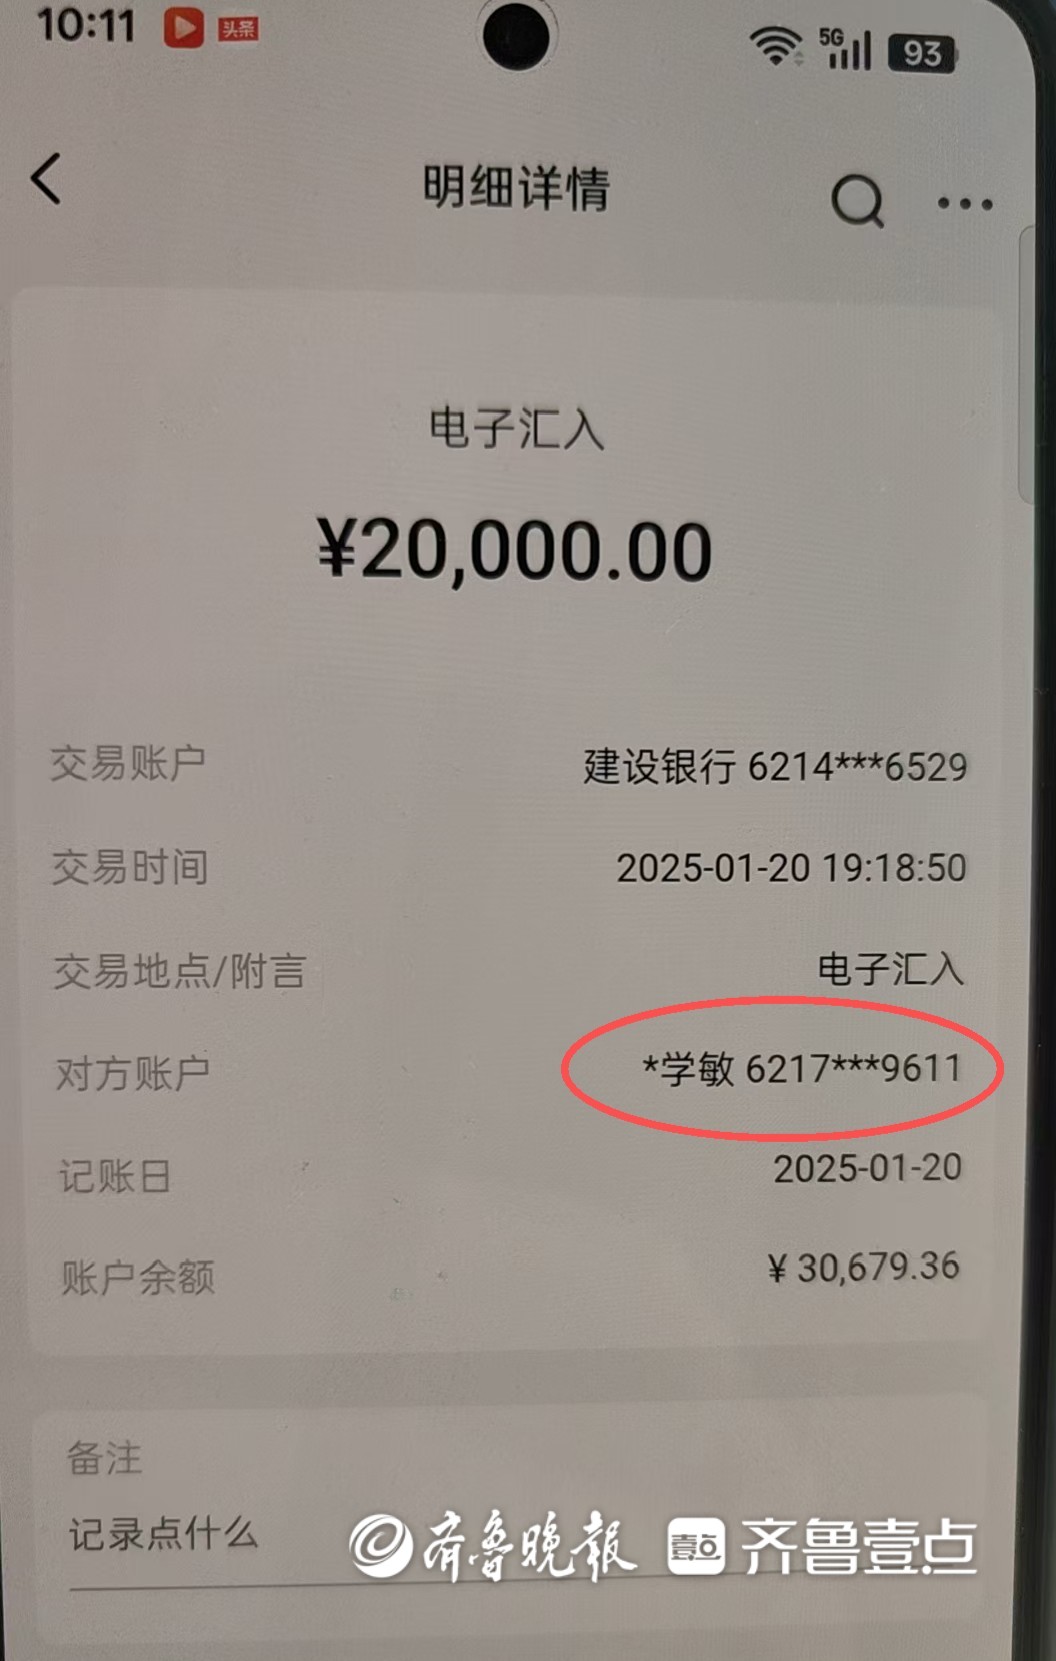 10:11 头条 5G 93
明细详情
电子汇入
¥20,000.00
交易账户 建设银行 6214***6529
交易时间 2025-01-20 19:18:50
交易地点/附言 电子汇入
对方账户 *学敏 6217***9611
记账日 2025-01-20
账户余额 ¥ 30,679.36
备注
记录点什么
齐鲁晚报 壹点 齐鲁壹点